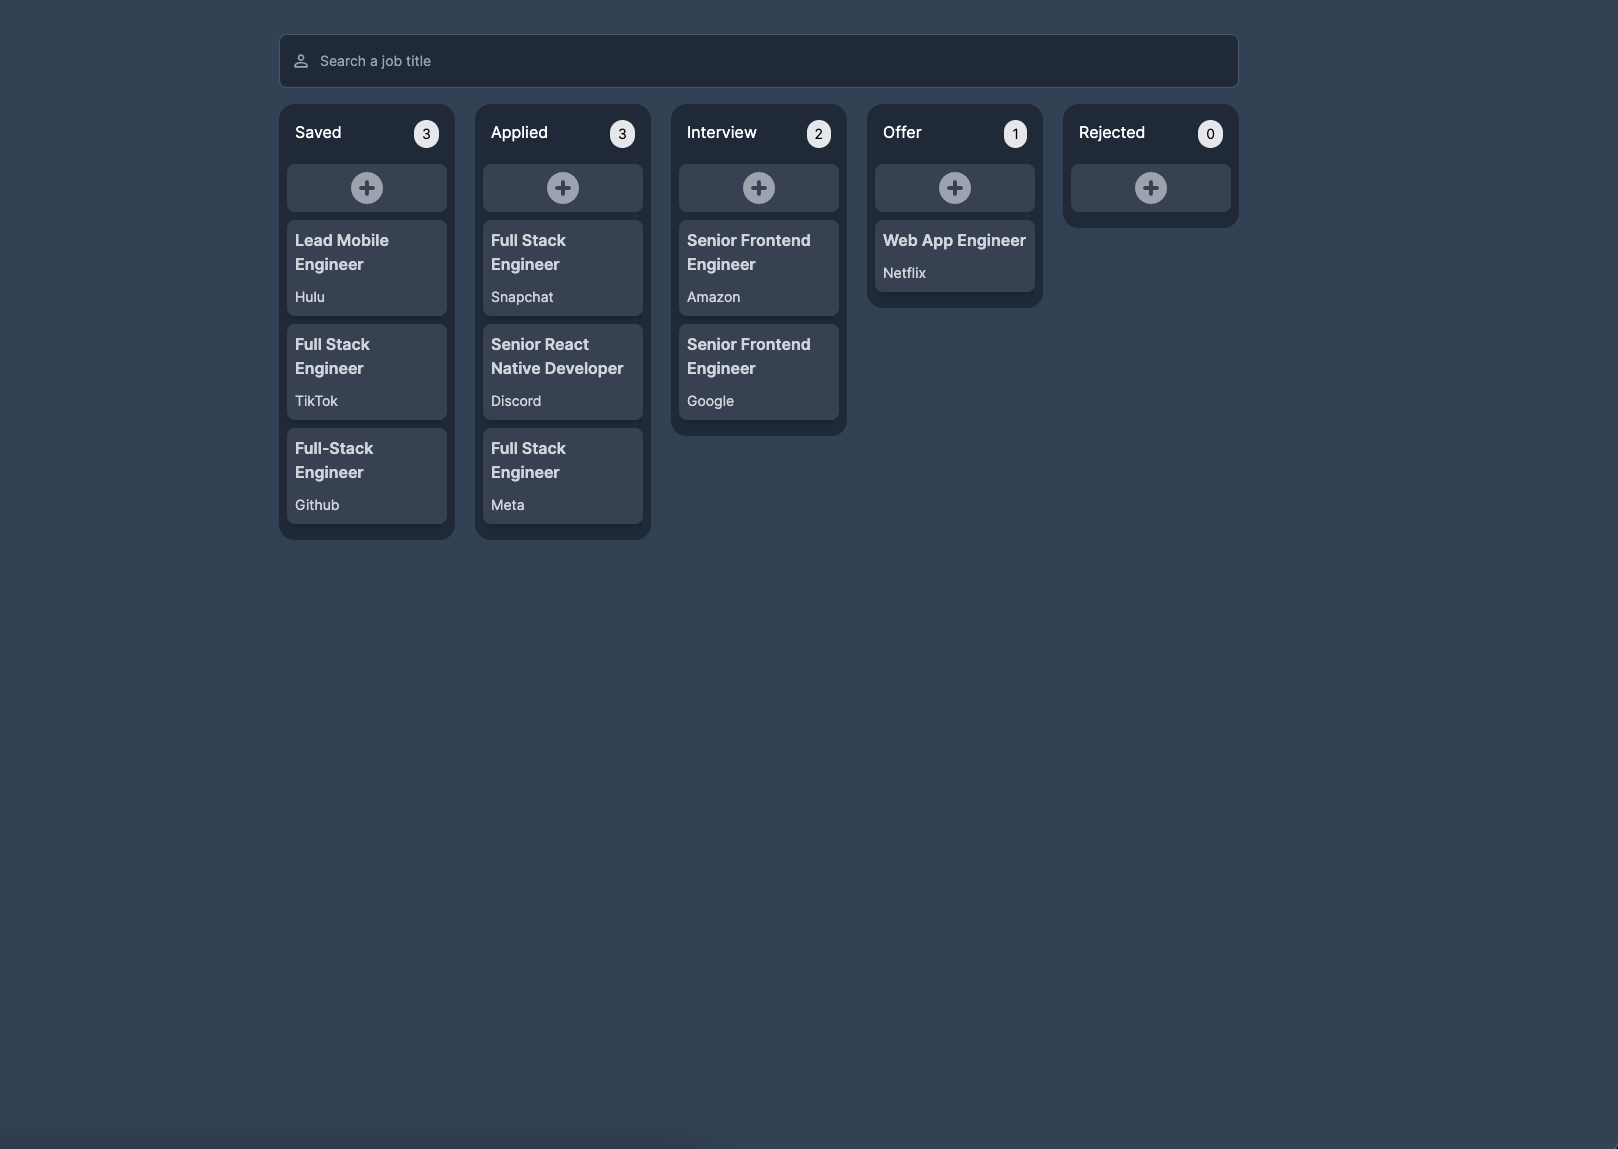 Search a job title
Saved
3
Lead Mobile
Engineer
Hulu
Full Stack
Engineer
TikTok
Full-Stack
Engineer
Github
Applied
3
Full Stack
Engineer
Snapchat
Senior React
Native Developer
Discord
Full Stack
Engineer
Meta
Interview
2
Senior Frontend
Engineer
Amazon
Senior Frontend
Engineer
Google
Offer
1
Web App Engineer
Netflix
Rejected
0